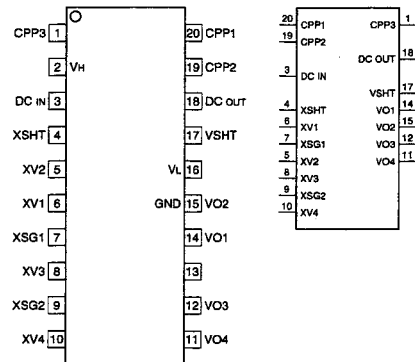 CPP3 1 20 CPP1
2 VH 19 CPP2
DC IN 3 18 DC OUT
XSHT 4 17 VSHT
XV2 5 VL 16
XV1 6 GND 15 VO2
XSG1 7 14 VO1
XV3 8 13
XSG2 9 12 VO3
XV4 10 11 VO4
20 CPP1 CPP3 1
19 CPP2
DC OUT 18
3 DC IN
VSHT 17
4 XSHT VO1 14
6 XV1 VO2 15
7 XSG1 VO3 12
5 XV2 VO4 11
8 XV3
9 XSG2
10 XV4